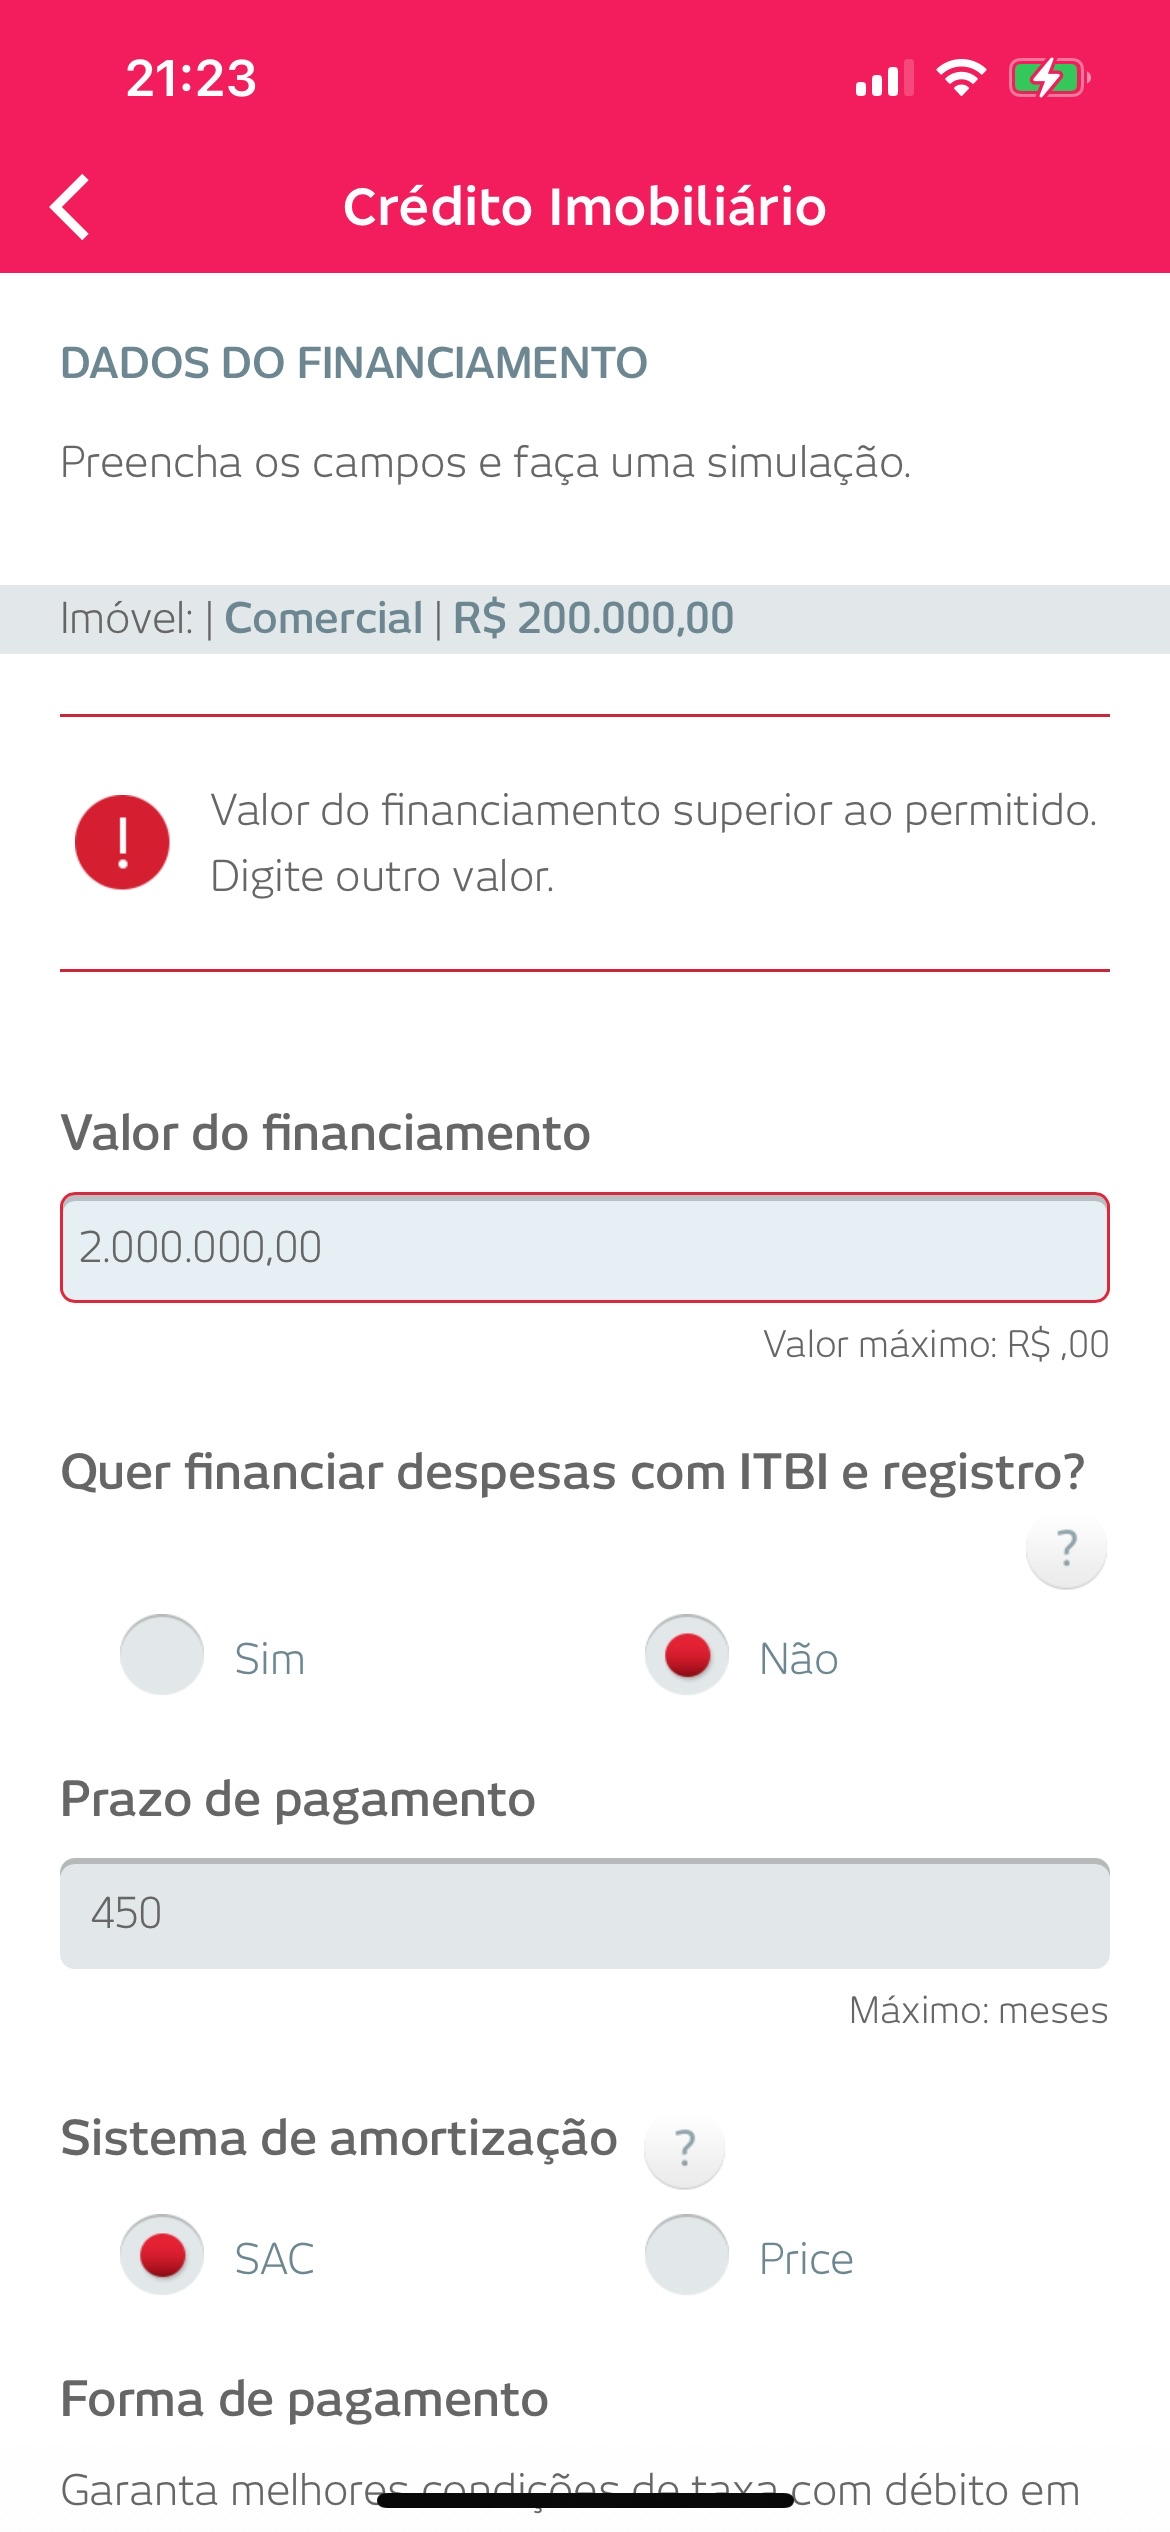 21:23
Crédito Imobiliário
DADOS DO FINANCIAMENTO
Preencha os campos e faça uma simulação.
Imóvel: | Comercial | R$ 200.000,00
Valor do financiamento superior ao permitido.
Digite outro valor.
Valor do financiamento
2.000.000,00
Valor máximo: R$ ,00
Quer financiar despesas com ITBI e registro?
?
Sim Não
Prazo de pagamento
450
Máximo: meses
Sistema de amortização ?
SAC Price
Forma de pagamento
Garanta melhores condições de taxa com débito em